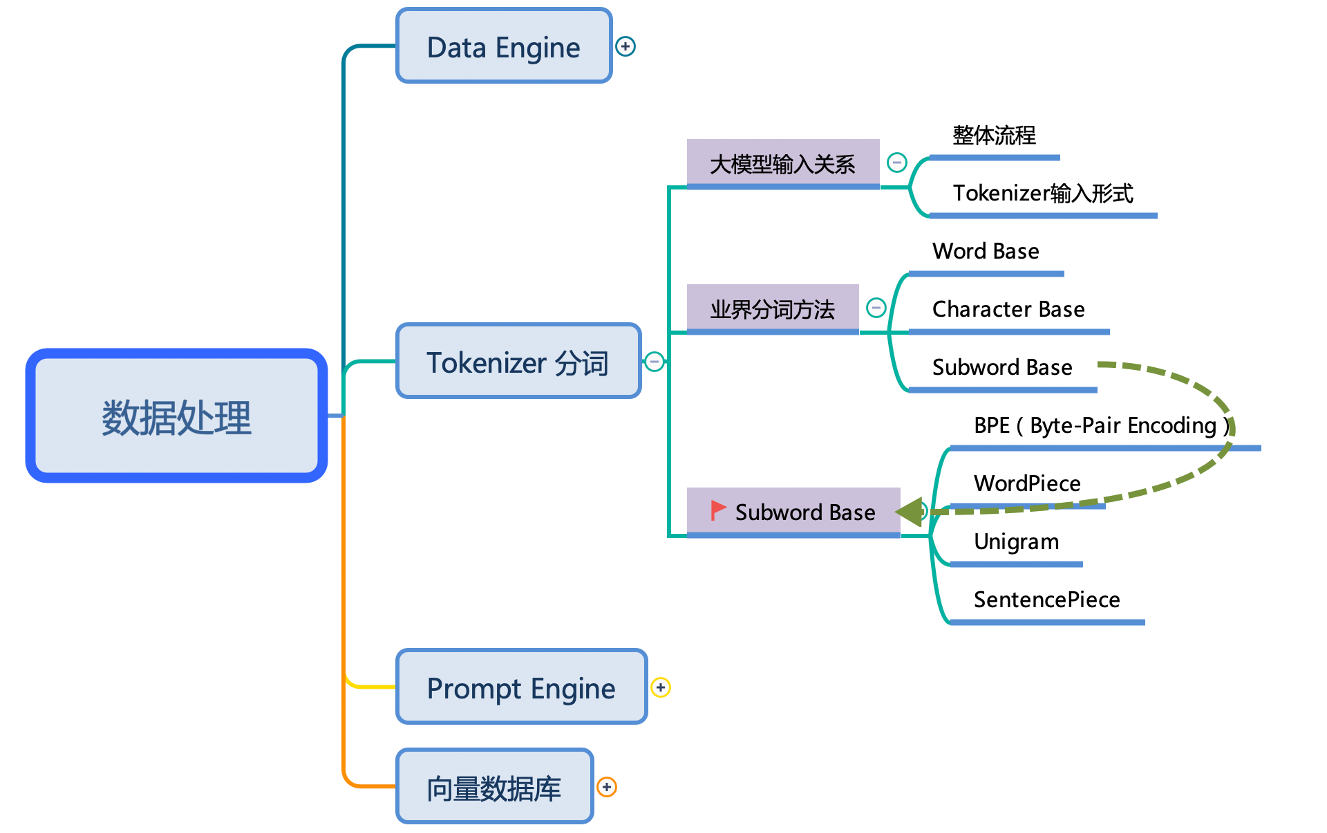 Data Engine
整体流程
大模型输入关系
Tokenizer输入形式
Word Base
业界分词方法
Character Base
Tokenizer 分词
Subword Base
数据处理
BPE（Byte-Pair Encoding）
WordPiece
Subword Base
Unigram
SentencePiece
Prompt Engine
向量数据库